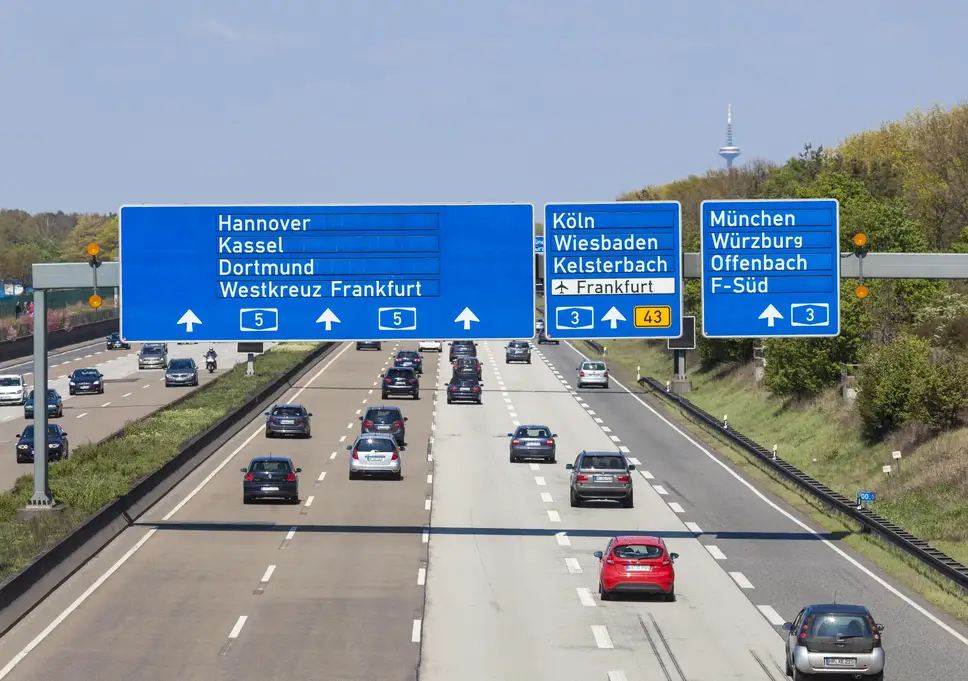 Hannover
Kassel
Dortmund
Westkreuz Frankfurt
5
5
Köln
Wiesbaden
Kelsterbach
Frankfurt
3
43
München
Würzburg
Offenbach
F-Süd
3